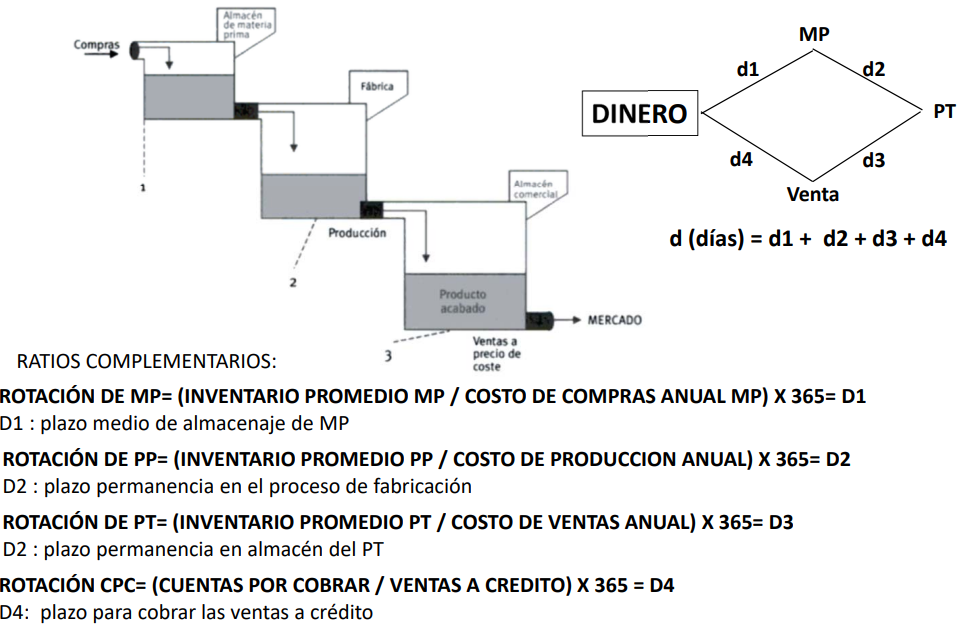 Almacén
de materia
prima
Compras
Fábrica
1
Almacén
comercial
Producción
2
Producto
acabado
MERCADO
3
Ventas a
precio de
coste
MP
d1
d2
DINERO
PT
d4
d3
Venta
d (días) = d1 + d2 + d3 + d4
RATIOS COMPLEMENTARIOS:
ROTACIÓN DE MP= (INVENTARIO PROMEDIO MP / COSTO DE COMPRAS ANUAL MP) X 365= D1
D1 : plazo medio de almacenaje de MP
ROTACIÓN DE PP= (INVENTARIO PROMEDIO PP / COSTO DE PRODUCCION ANUAL) X 365= D2
D2 : plazo permanencia en el proceso de fabricación
ROTACIÓN DE PT= (INVENTARIO PROMEDIO PT / COSTO DE VENTAS ANUAL) X 365= D3
D2 : plazo permanencia en almacén del PT
ROTACIÓN CPC= (CUENTAS POR COBRAR / VENTAS A CREDITO) X 365 = D4
D4: plazo para cobrar las ventas a crédito